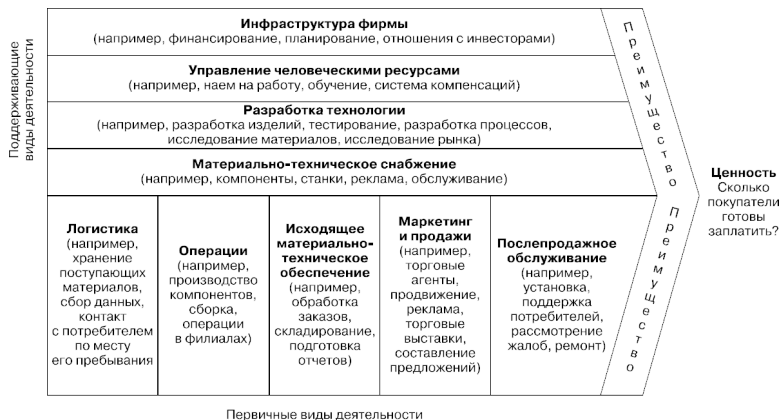 Поддерживающие
виды деятельности
Инфраструктура фирмы
(например, финансирование, планирование, отношения с инвесторами)
Управление человеческими ресурсами
(например, наем на работу, обучение, система компенсаций)
Разработка технологии
(например, разработка изделий, тестирование, разработка процессов,
исследование материалов, исследование рынка)
Материально-техническое снабжение
(например, компоненты, станки, реклама, обслуживание)
Логистика
(например,
хранение
поступающих
материалов,
сбор данных,
контакт
с потребителем
по месту
его пребывания
Операции
(например,
производство
компонентов,
сборка,
операции
в филиалах)
Исходящее
материально-
техническое
обеспечение
(например,
обработка
заказов,
складирование,
подготовка
отчетов)
Маркетинг
и продажи
(например,
торговые
агенты,
продвижение,
реклама,
торговые
выставки,
составление
предложений)
Послепродажное
обслуживание
(например,
установка,
поддержка
потребителей,
рассмотрение
жалоб, ремонт)
Преимущество
Преимущество
Ценность
Сколько
покупатели
готовы
заплатить?
Первичные виды деятельности